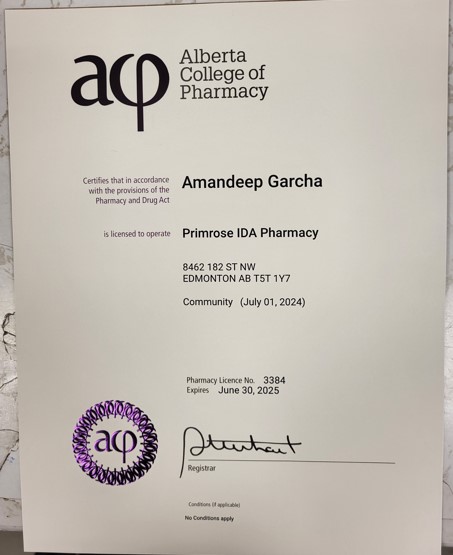 acp
Alberta
College of
Pharmacy
Certifies that in accordance
with the provisions of the
Pharmacy and Drug Act
Amandeep Garcha
is licensed to operate
Primrose IDA Pharmacy
8462 182 ST NW
EDMONTON AB T5T 1Y7
Community (July 01, 2024)
Pharmacy Licence No. 3384
Expires June 30, 2025
acp
Registrar
Conditions (if applicable)
No Conditions apply